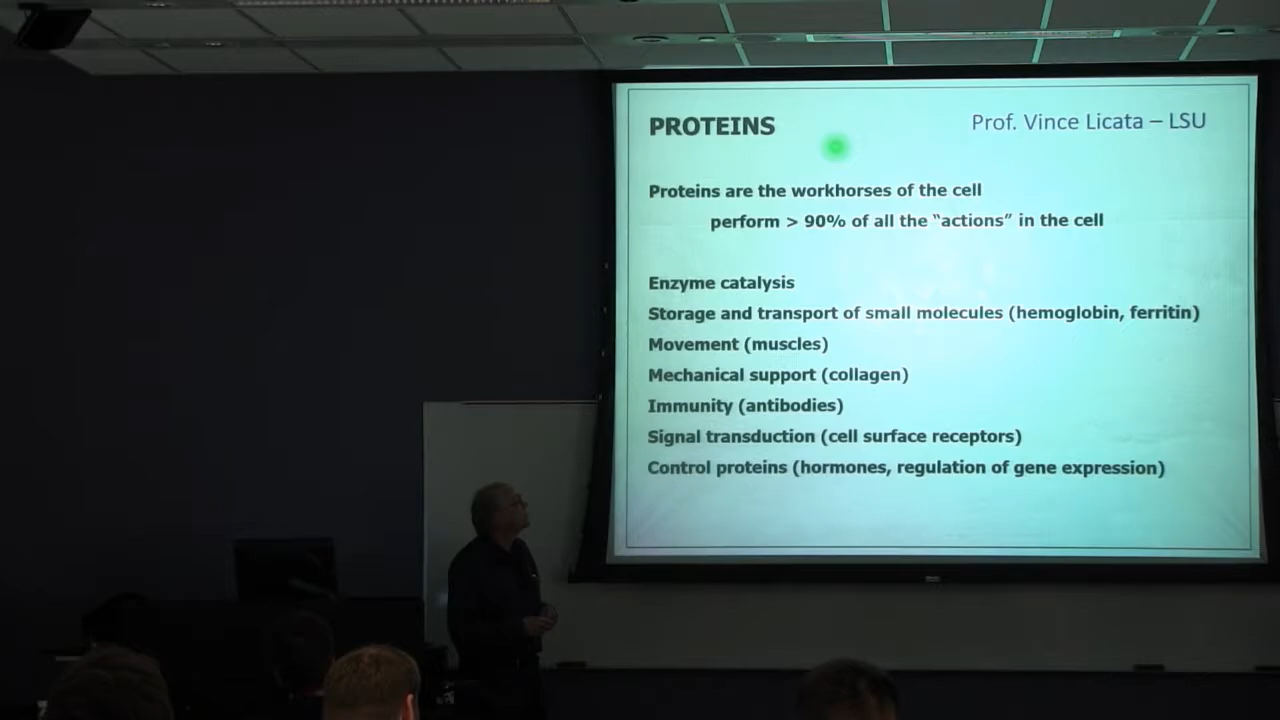 PROTEINS
Prof. Vince Licata – LSU
Proteins are the workhorses of the cell
perform > 90% of all the “actions” in the cell
Enzyme catalysis
Storage and transport of small molecules (hemoglobin, ferritin)
Movement (muscles)
Mechanical support (collagen)
Immunity (antibodies)
Signal transduction (cell surface receptors)
Control proteins (hormones, regulation of gene expression)